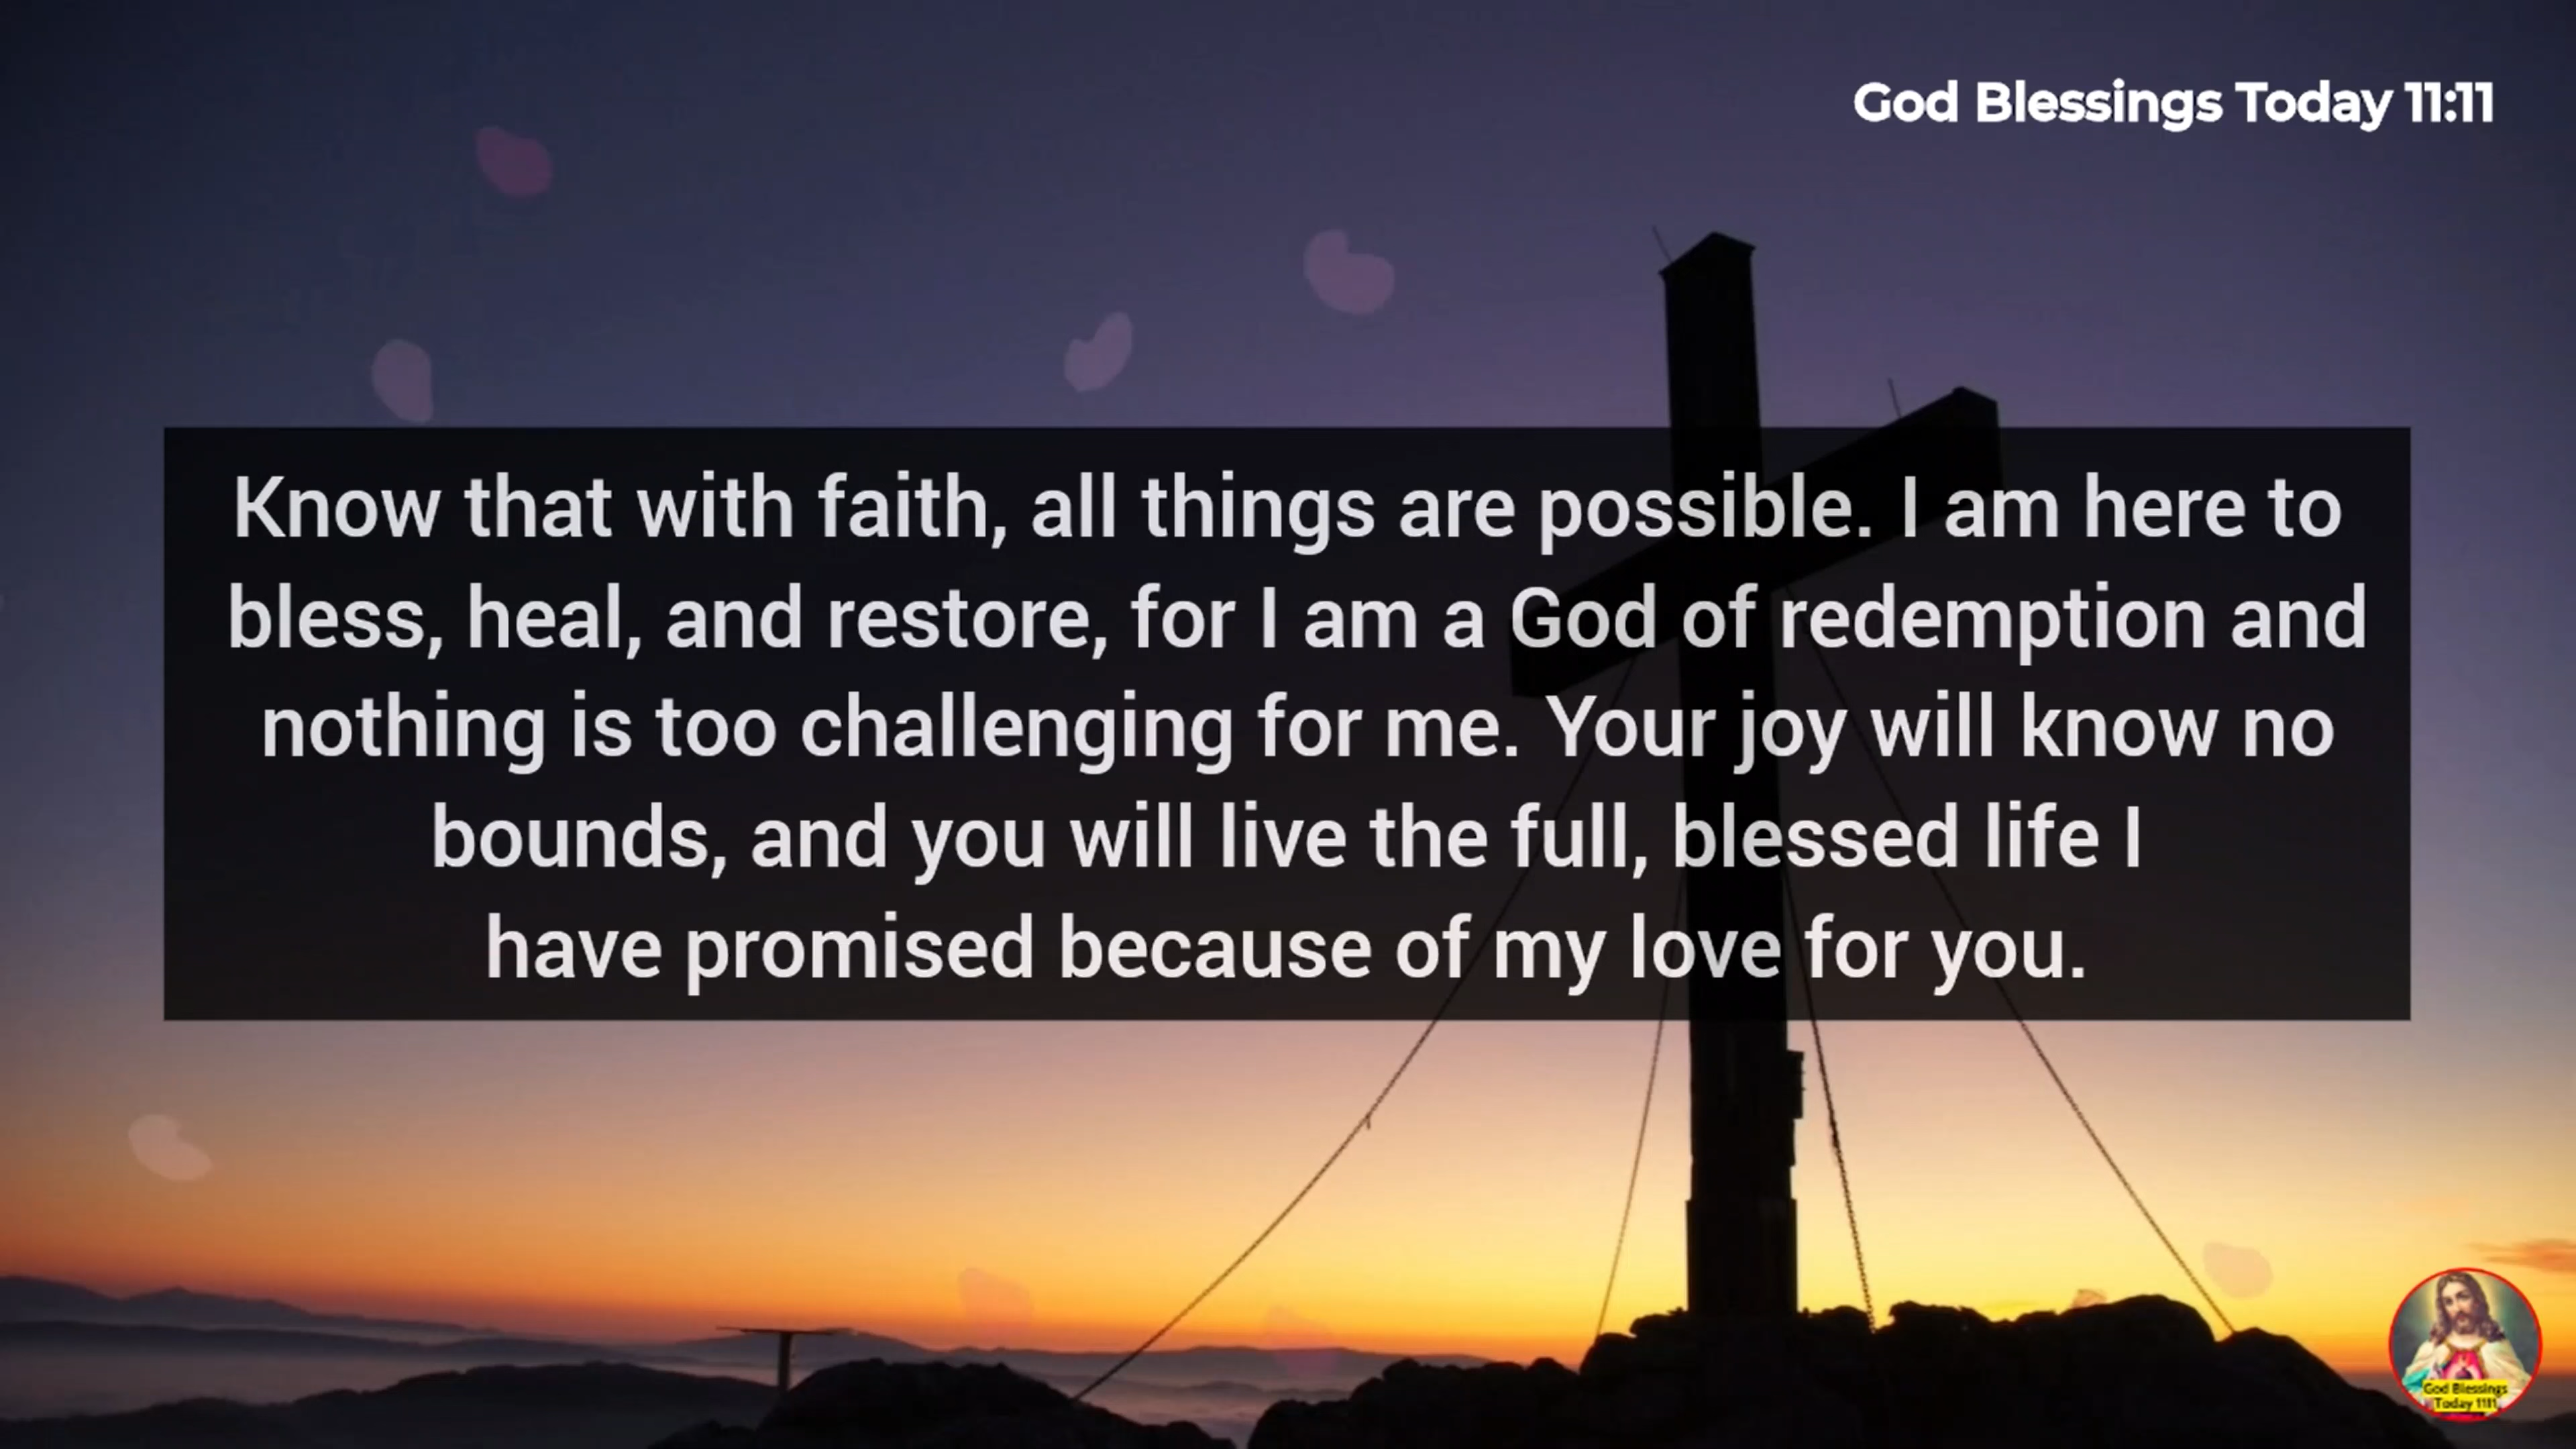 God Blessings Today 11:11
Know that with faith, all things are possible. I am here to
bless, heal, and restore, for I am a God of redemption and
nothing is too challenging for me. Your joy will know no
bounds, and you will live the full, blessed life I
have promised because of my love for you.
God Blessings
Today 1111